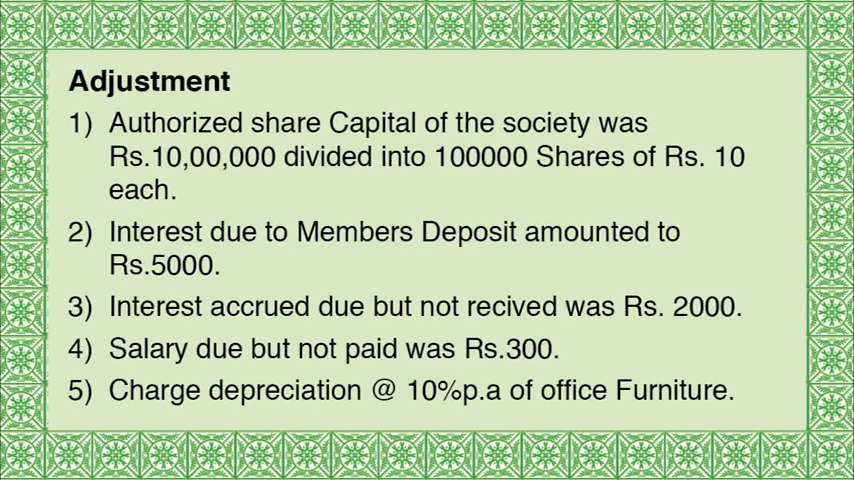 Adjustment
1) Authorized share Capital of the society was
Rs.10,00,000 divided into 100000 Shares of Rs. 10
each.
2) Interest due to Members Deposit amounted to
Rs.5000.
3) Interest accrued due but not recived was Rs. 2000.
4) Salary due but not paid was Rs.300.
5) Charge depreciation @ 10%p.a of office Furniture.